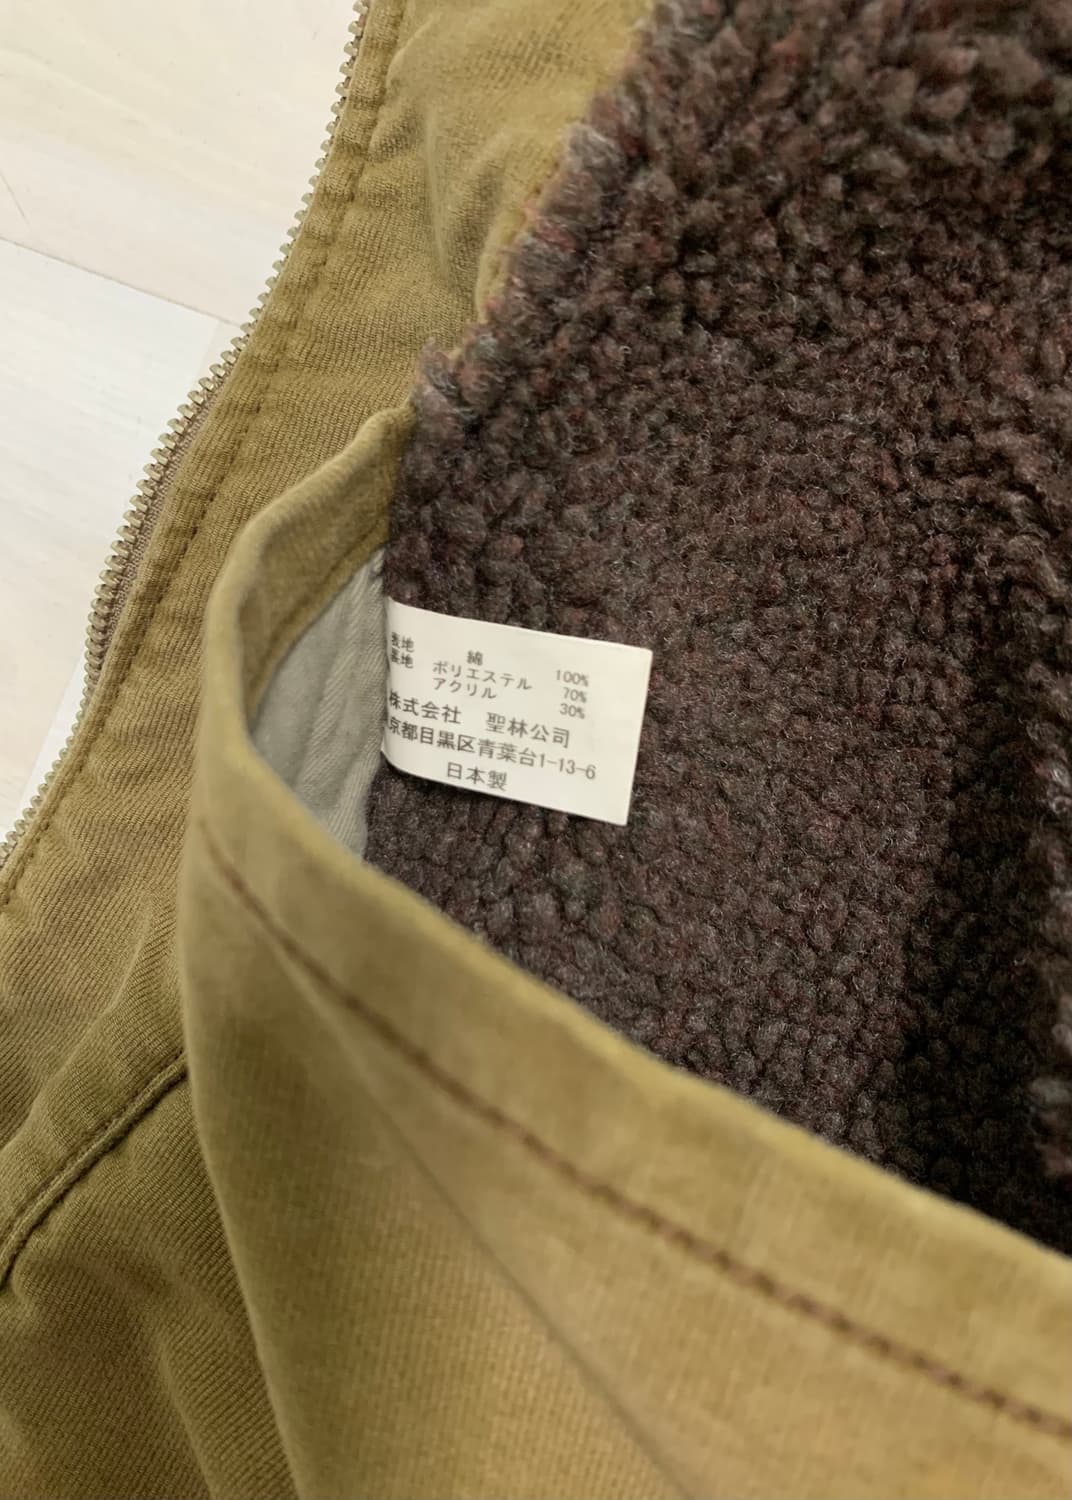 表地 綿 100%
裏地 ポリエステル 70%
アクリル 30%
株式会社 聖林公司
京都目黒区青葉台1-13-6
日本製